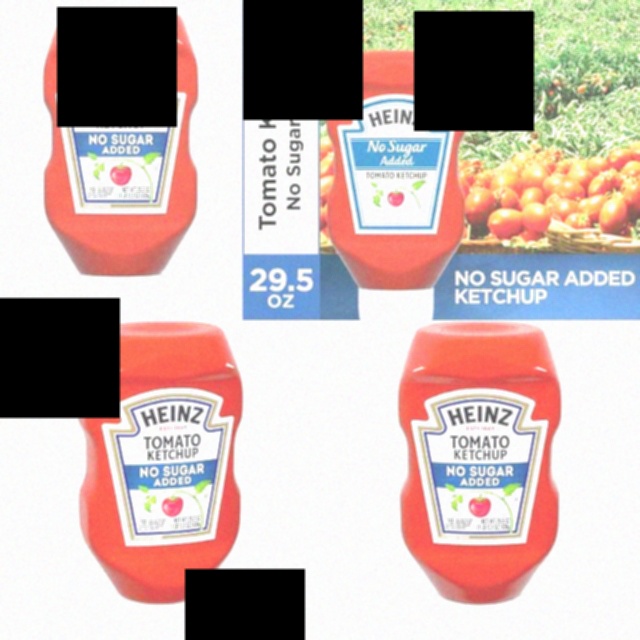 NO SUGAR
ADDED
Tomato
No Sugar
HEINZ
No Sugar
Added
TOMATO KETCHUP
29.5
OZ
NO SUGAR ADDED
KETCHUP
HEINZ
TOMATO
KETCHUP
NO SUGAR
ADDED
HEINZ
TOMATO
KETCHUP
NO SUGAR
ADDED